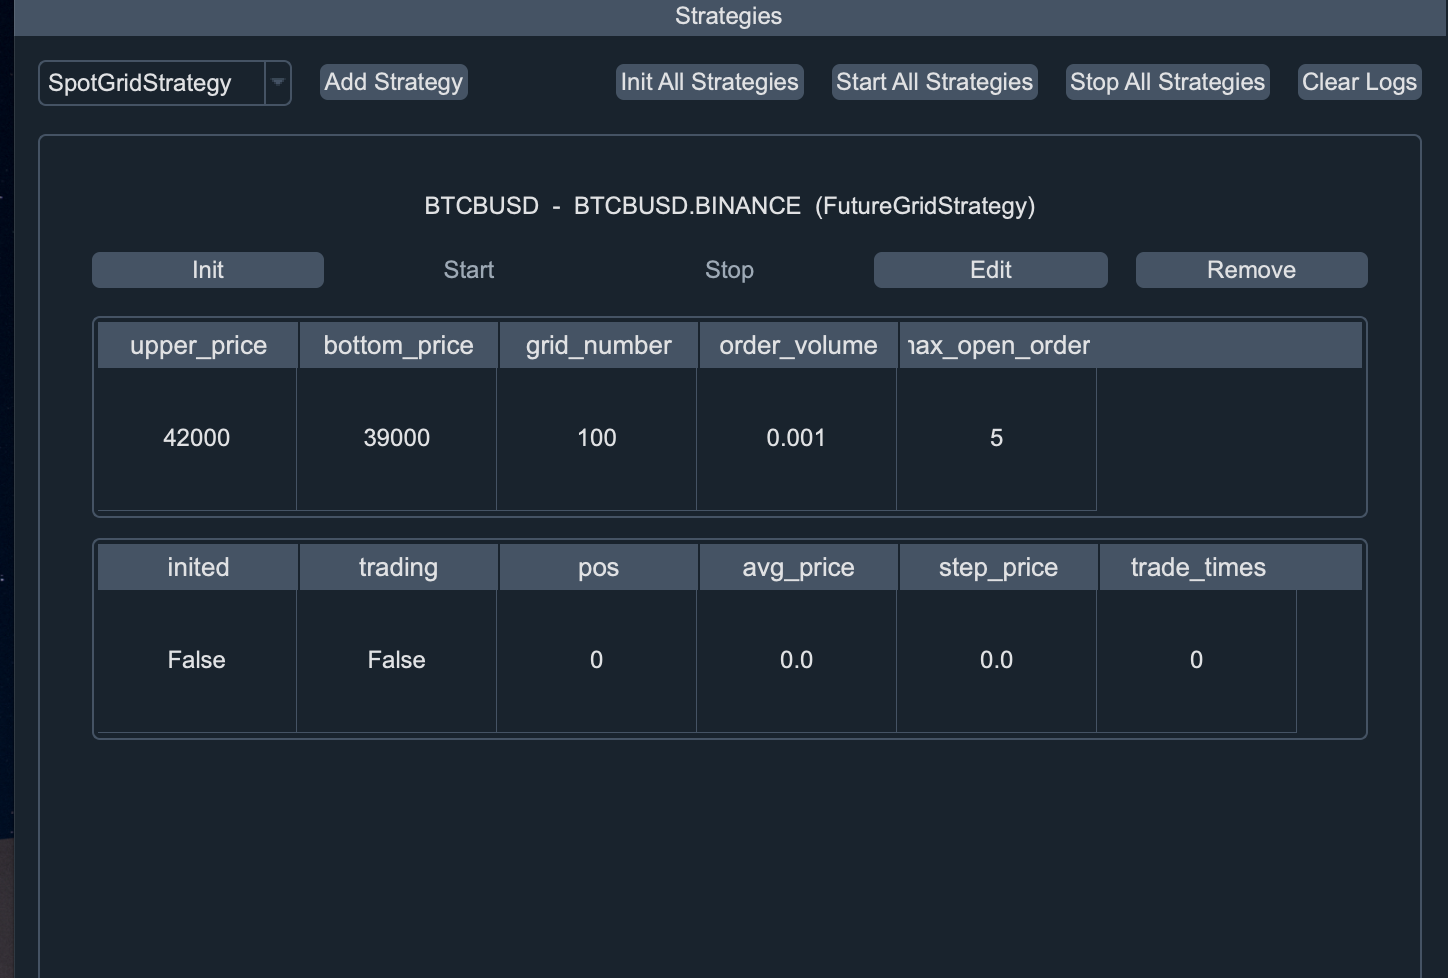 Strategies
SpotGridStrategy Add Strategy Init All Strategies Start All Strategies Stop All Strategies Clear Logs
BTCBUSD - BTCBUSD.BINANCE (FutureGridStrategy)
Init Start Stop Edit Remove
upper_price bottom_price grid_number order_volume ax_open_order
42000 39000 100 0.001 5
inited trading pos avg_price step_price trade_times
False False 0 0.0 0.0 0